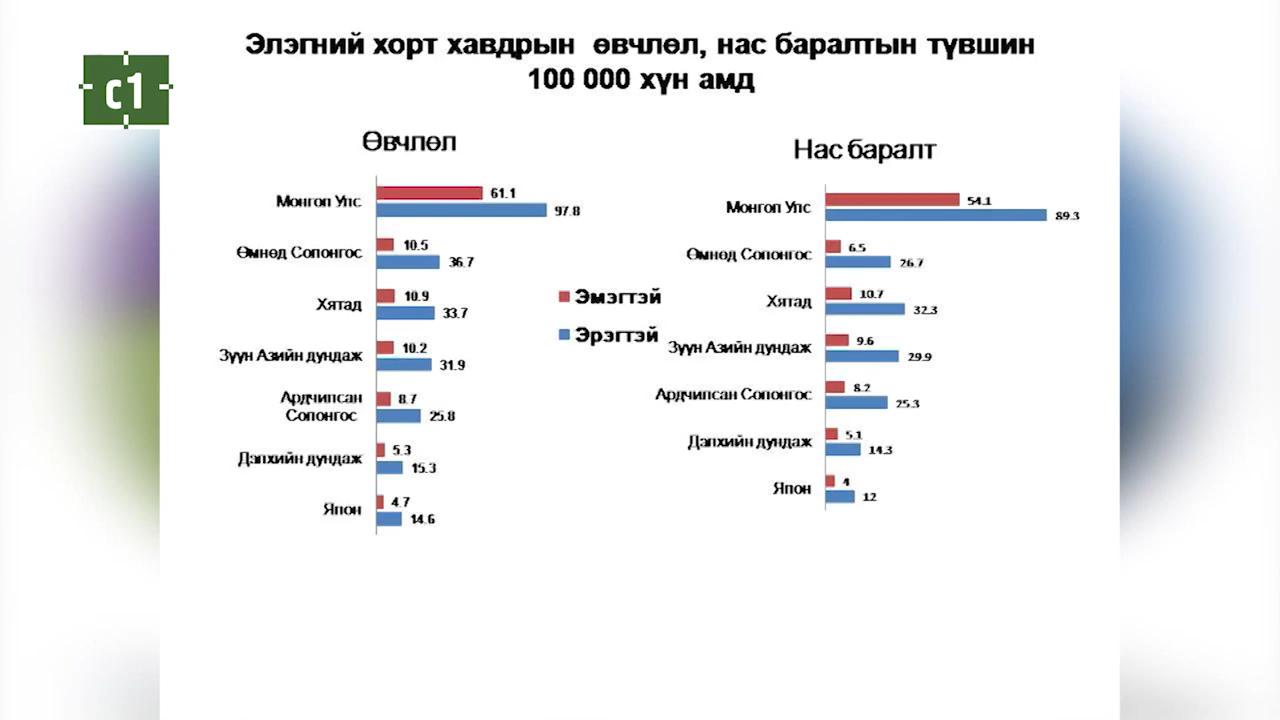 Элэгний хорт хавдрын өвчлөл, нас баралтын түвшин
100 000 хүн амд
c1
Өвчлөл
Монгол Улс
61.1
97.8
Өмнөд Солонгос
10.5
36.7
Хятад
10.9
33.7
Зүүн Азийн дундаж
10.2
31.9
Ардчилсан
Солонгос
8.7
25.8
Дэлхийн дундаж
5.3
15.3
Япон
4.7
14.6
Эмэгтэй
Эрэгтэй
Нас баралт
Монгол Улс
54.1
89.3
Өмнөд Солонгос
6.5
26.7
Хятад
10.7
32.3
Зүүн Азийн дундаж
9.6
29.9
Ардчилсан Солонгос
8.2
25.3
Дэлхийн дундаж
5.1
14.3
Япон
4
12